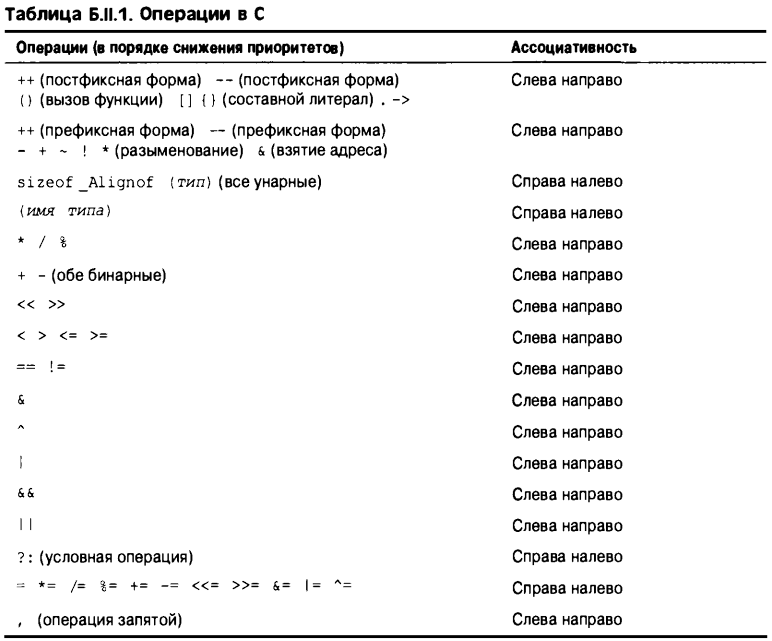 Таблица Б.II.1. Операции в С
Операции (в порядке снижения приоритетов) Ассоциативность
++ (постфиксная форма) -- (постфиксная форма) Слева направо
() (вызов функции) [] {} (составной литерал) . ->
++ (префиксная форма) -- (префиксная форма) Слева направо
- + ~ ! * (разыменование) & (взятие адреса)
sizeof _Alignof (тип) (все унарные) Справа налево
(имя типа) Справа налево
* / % Слева направо
+ - (обе бинарные) Слева направо
<< >> Слева направо
< > <= >= Слева направо
== != Слева направо
& Слева направо
^ Слева направо
| Слева направо
&& Слева направо
|| Слева направо
?: (условная операция) Справа налево
= *= /= %= += -= <<= >>= &= |= ^= Справа налево
, (операция запятой) Слева направо